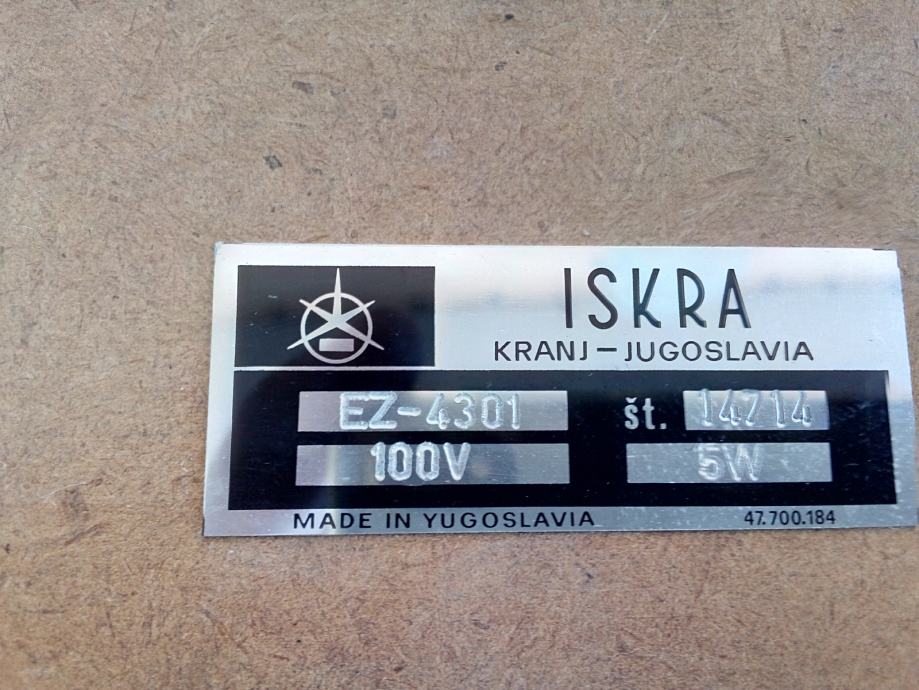 ISKRA
KRANJ-JUGOSLAVIA
EZ-4301 št. 14714
100V 5W
MADE IN YUGOSLAVIA 47.700.184